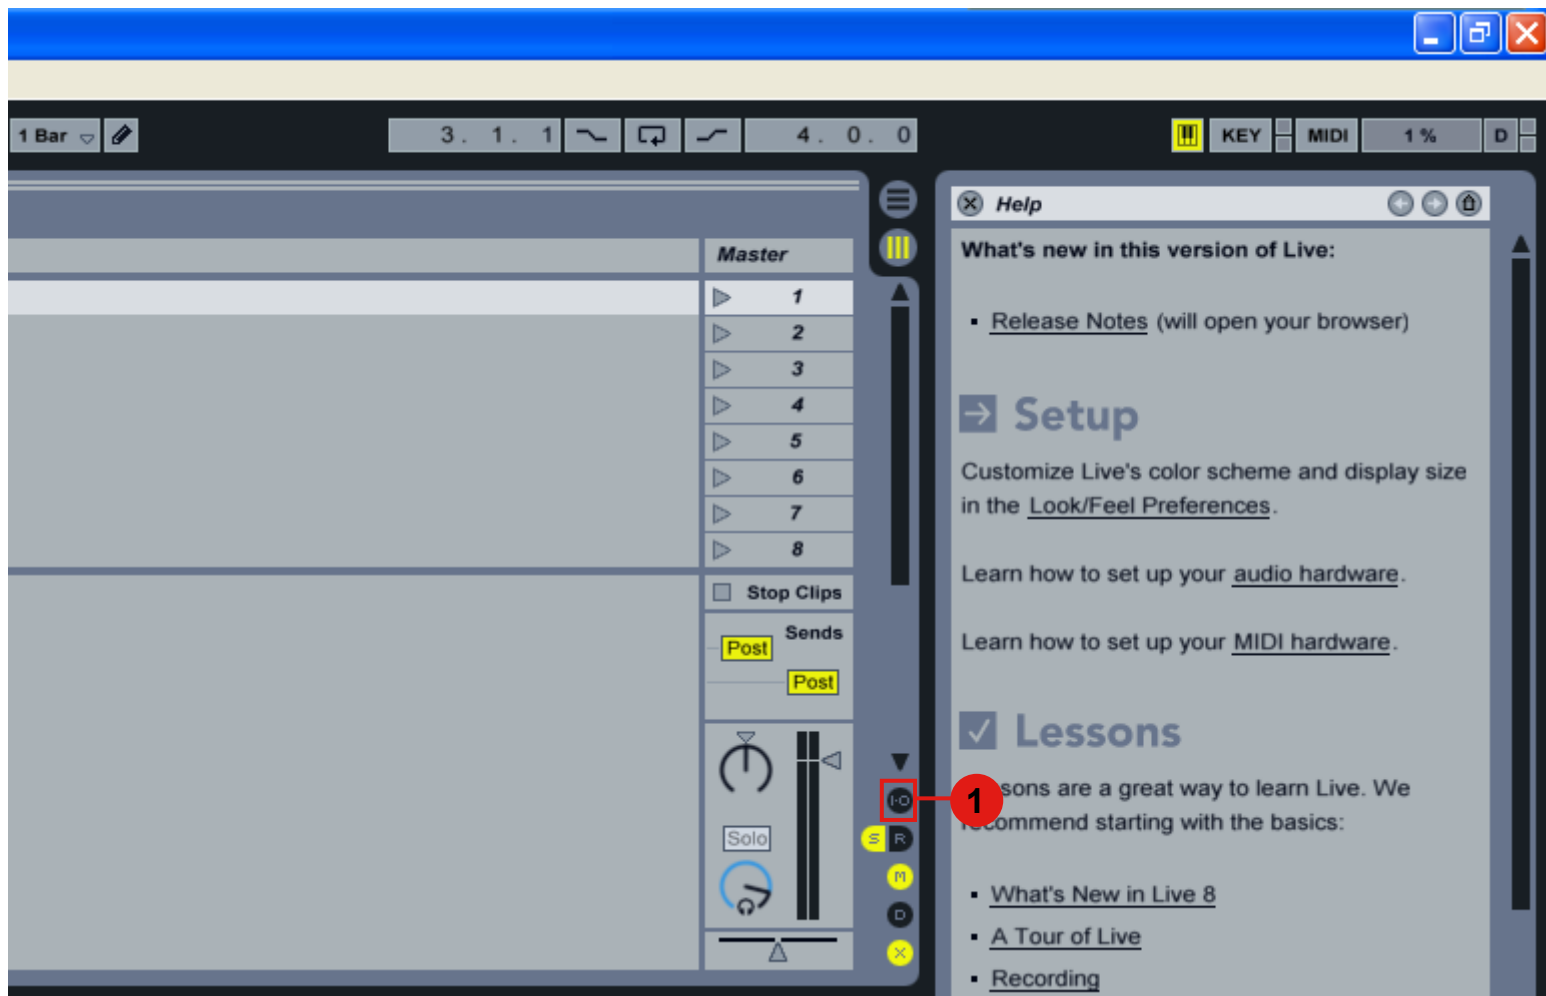 1 Bar
3. 1. 1
4. 0. 0
KEY
MIDI
1 %
D
Master
1
2
3
4
5
6
7
8
Stop Clips
Sends
Post
Post
Solo
I·O
S R
M
D
X
1
Help
What's new in this version of Live:
Release Notes (will open your browser)
Setup
Customize Live's color scheme and display size
in the Look/Feel Preferences.
Learn how to set up your audio hardware.
Learn how to set up your MIDI hardware.
Lessons
sons are a great way to learn Live. We
recommend starting with the basics:
What's New in Live 8
A Tour of Live
Recording